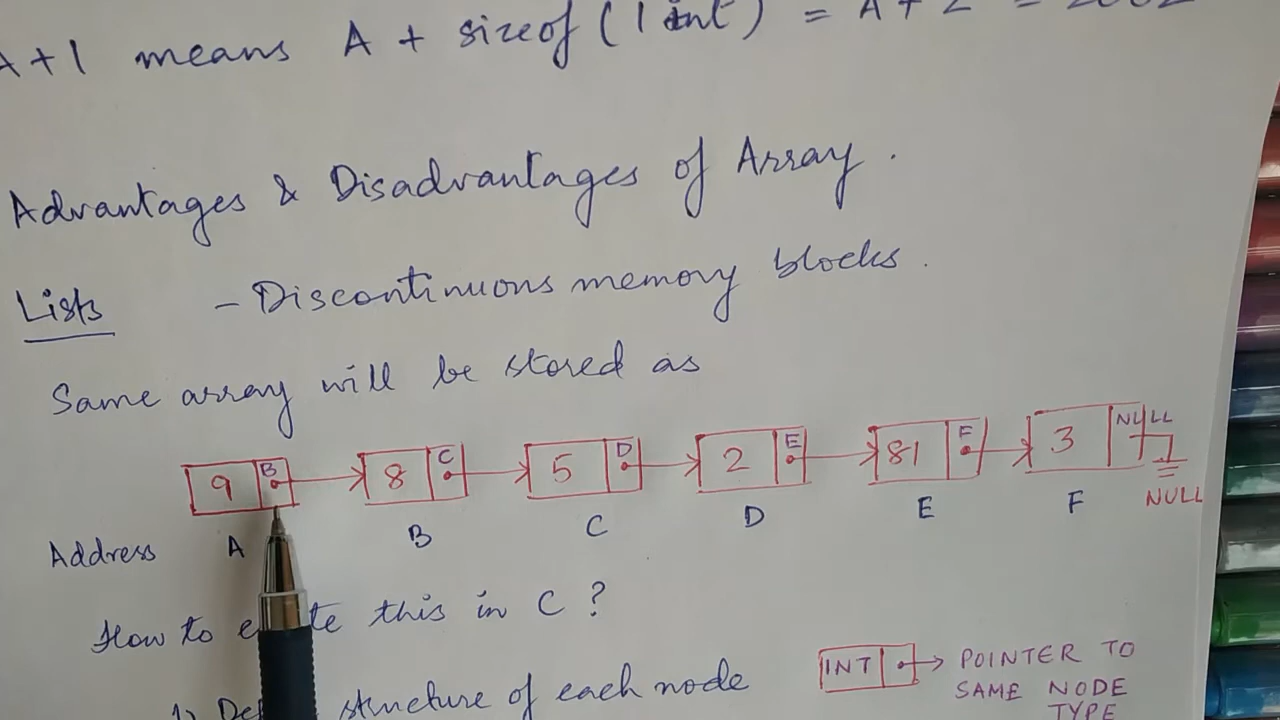 A+1 means A + sizeof (1 int) = A + 2 = 2002
Advantages & Disadvantages of Array.
Lists - Discontinuous memory blocks.
Same array will be stored as
9 B 8 C 5 D 2 E 81 F 3 NULL
NULL
Address A B C D E F
How to this in C ?
INT POINTER TO
SAME NODE
TYPE
1) structure of each node